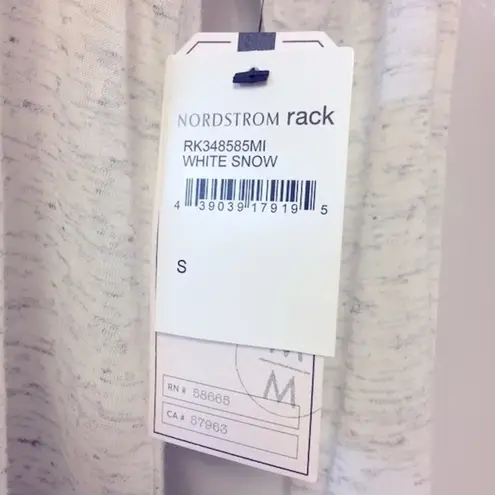 NORDSTROM rack
RK348585MI
WHITE SNOW
4 39039 17919 5
S
M
M
RN# 58665
CA# 57963